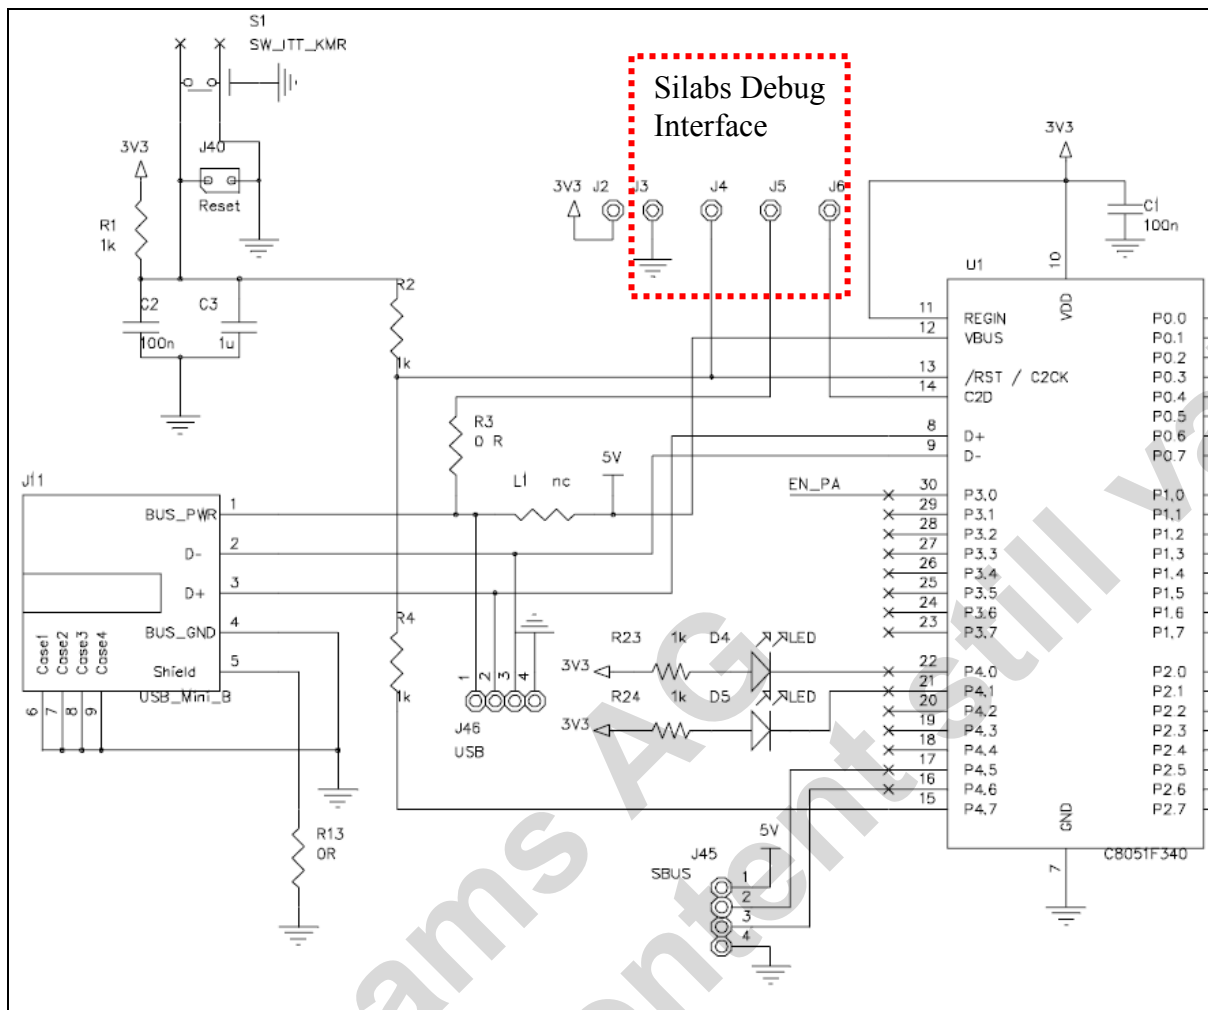 S1
SW_ITT_KMR
Silabs Debug
Interface
3V3
J40
Reset
R1
1k
C2
100n
C3
1u
R2
1k
3V3
J2
J3
J4
J5
J6
3V3
C1
100n
U1
10
VDD
11
REGIN
12
VBUS
13
/RST / C2CK
14
C2D
8
D+
9
D-
EN_PA
30
P3.0
29
P3.1
28
P3.2
27
P3.3
26
P3.4
25
P3.5
24
P3.6
23
P3.7
22
P4.0
21
P4.1
20
P4.2
19
P4.3
18
P4.4
17
P4.5
16
P4.6
15
P4.7
P0.0
P0.1
P0.2
P0.3
P0.4
P0.5
P0.6
P0.7
P1.0
P1.1
P1.2
P1.3
P1.4
P1.5
P1.6
P1.7
P2.0
P2.1
P2.2
P2.3
P2.4
P2.5
P2.6
P2.7
GND
7
C8051F340
R3
0 R
L1 nc
5V
J11
BUS_PWR
1
D-
2
D+
3
BUS_GND
4
Shield
5
Case1
Case2
Case3
Case4
USB_Mini_B
6
7
8
9
R4
1k
1
2
3
4
J46
USB
R23 1k D4 LED
3V3
R24 1k D5 LED
3V3
R13
0R
5V
J45
SBUS
1
2
3
4
ams AG
content still va